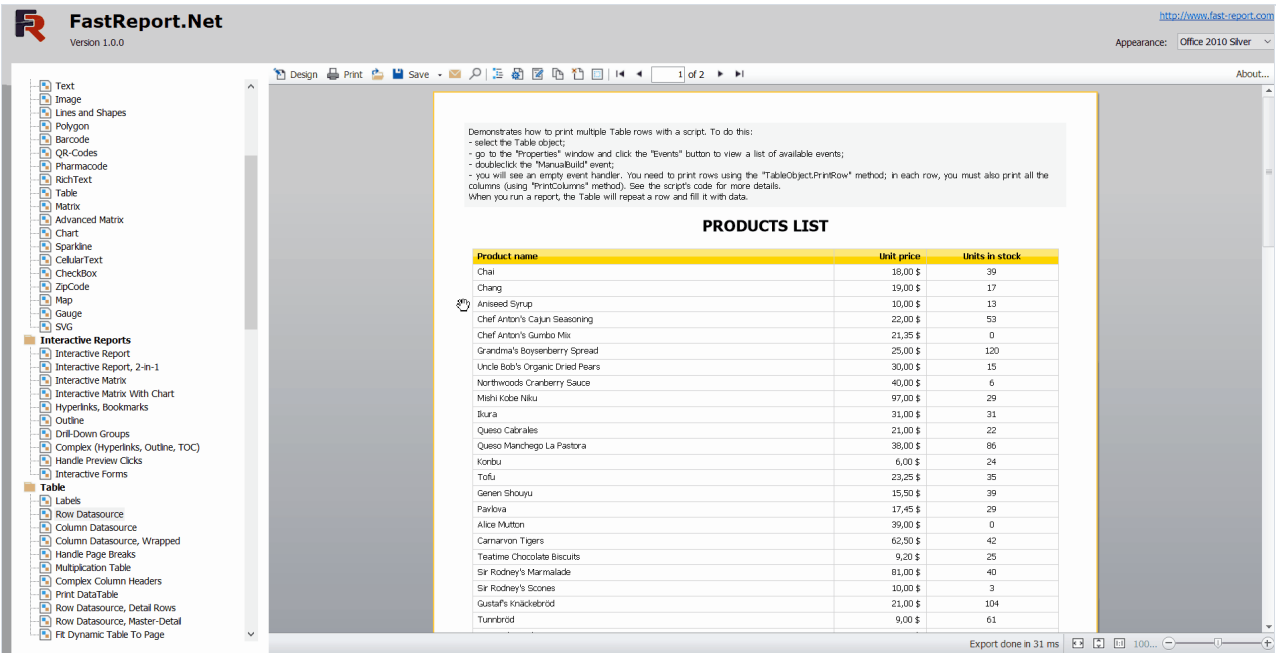 FastReport.Net
Version 1.0.0
http://www.fast-report.com
Appearance: Office 2010 Silver
Design Print Save 1 of 2 About...
Text
Image
Lines and Shapes
Polygon
Barcode
QR-Codes
Pharmacode
RichText
Table
Matrix
Advanced Matrix
Chart
Sparkline
CellularText
CheckBox
ZipCode
Map
Gauge
SVG
Interactive Reports
Interactive Report
Interactive Report, 2-in-1
Interactive Matrix
Interactive Matrix With Chart
Hyperlinks, Bookmarks
Outline
Drill-Down Groups
Complex (Hyperlinks, Outline, TOC)
Handle Preview Clicks
Interactive Forms
Table
Labels
Row Datasource
Column Datasource
Column Datasource, Wrapped
Handle Page Breaks
Multiplication Table
Complex Column Headers
Print DataTable
Row Datasource, Detail Rows
Row Datasource, Master-Detail
Fit Dynamic Table To Page
Demonstrates how to print multiple Table rows with a script. To do this:
- select the Table object;
- go to the "Properties" window and click the "Events" button to view a list of available events;
- doubleclick the "ManualBuild" event;
- you will see an empty event handler. You need to print rows using the "TableObject.PrintRow" method; in each row, you must also print all the
columns (using "PrintColumns" method). See the script's code for more details.
When you run a report, the Table will repeat a row and fill it with data.
PRODUCTS LIST
Product name Unit price Units in stock
Chai 18,00 $ 39
Chang 19,00 $ 17
Aniseed Syrup 10,00 $ 13
Chef Anton's Cajun Seasoning 22,00 $ 53
Chef Anton's Gumbo Mix 21,35 $ 0
Grandma's Boysenberry Spread 25,00 $ 120
Uncle Bob's Organic Dried Pears 30,00 $ 15
Northwoods Cranberry Sauce 40,00 $ 6
Mishi Kobe Niku 97,00 $ 29
Ikura 31,00 $ 31
Queso Cabrales 21,00 $ 22
Queso Manchego La Pastora 38,00 $ 86
Konbu 6,00 $ 24
Tofu 23,25 $ 35
Genen Shouyu 15,50 $ 39
Pavlova 17,45 $ 29
Alice Mutton 39,00 $ 0
Carnarvon Tigers 62,50 $ 42
Teatime Chocolate Biscuits 9,20 $ 25
Sir Rodney's Marmalade 81,00 $ 40
Sir Rodney's Scones 10,00 $ 3
Gustaf's Knäckebröd 21,00 $ 104
Tunnbröd 9,00 $ 61
Export done in 31 ms 100...